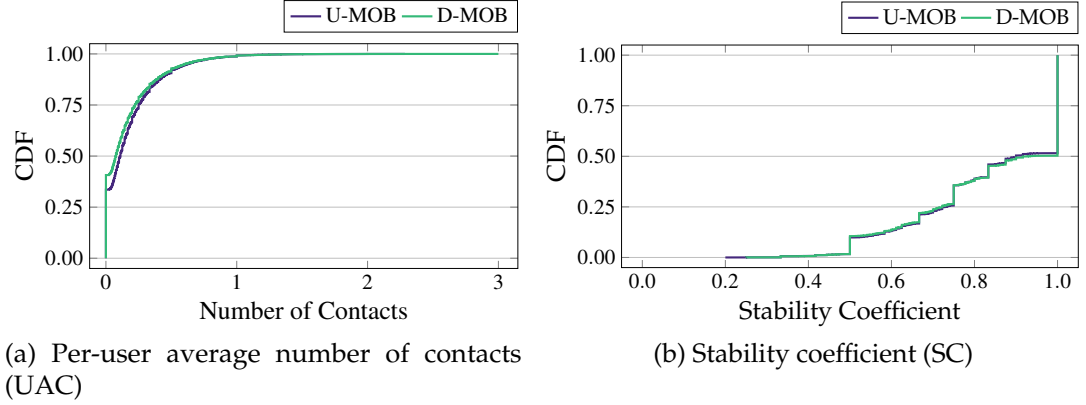 U-MOB D-MOB
1.00
0.75
0.50
0.25
0.00
CDF
0 1 2 3
Number of Contacts
(a) Per-user average number of contacts
(UAC)
U-MOB D-MOB
1.00
0.75
0.50
0.25
0.00
CDF
0.0 0.2 0.4 0.6 0.8 1.0
Stability Coefficient
(b) Stability coefficient (SC)